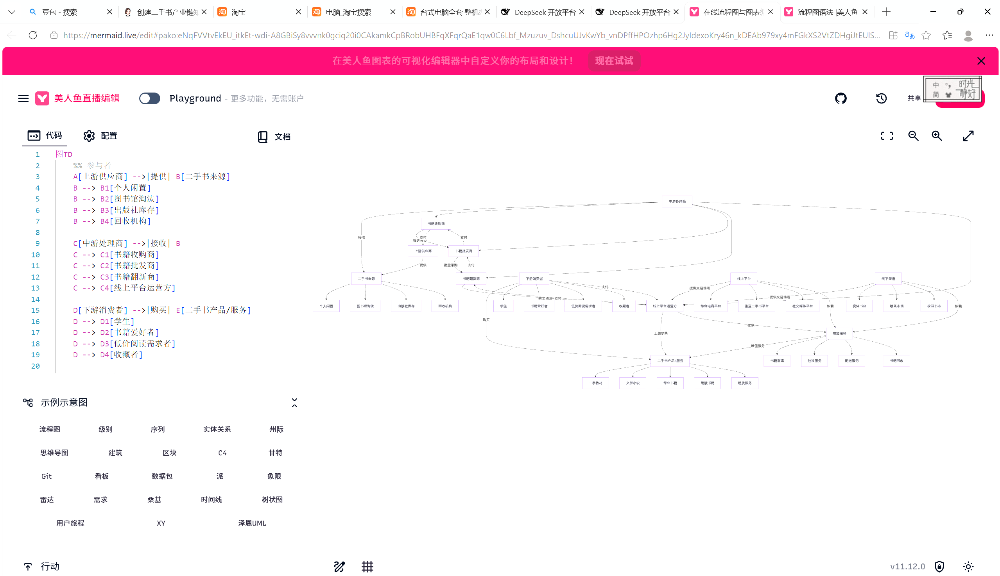 豆包 - 搜索
创建二手书产业链知
淘宝
电脑_淘宝搜索
台式电脑全套 整机
DeepSeek 开放平台
DeepSeek 开放平台
在线流程图与图表
流程图语法 |美人鱼
https://mermaid.live/edit#pako:eNqFVVtvEkEU_itkEt-wdi-A8GBiSy8vvvnk0gciq20i0CAkamkCpBRobUHBFqXFqrQaE1qw0C6Lbf_Mzuzuv_DshcuUJvKwYb_vnDPffHPOzhp6Hg2JyIdexoKry46n_kDEAb979xy4mFGkXS2VtZDHgiJtEUlS...
在美人鱼图表的可视化编辑器中自定义你的布局和设计!
现在试试
美人鱼直播编辑
Playground - 更多功能，无需账户
共享
中 °,
简
时光
静好
代码
配置
文档
1 图TD
2 %% 参与者
3 A[上游供应商] -->|提供| B[二手书来源]
4 B --> B1[个人闲置]
5 B --> B2[图书馆淘汰]
6 B --> B3[出版社库存]
7 B --> B4[回收机构]
8
9 C[中游处理商] -->|接收| B
10 C --> C1[书籍收购商]
11 C --> C2[书籍批发商]
12 C --> C3[书籍翻新商]
13 C --> C4[线上平台运营方]
14
15 D[下游消费者] -->|购买| E[二手书产品/服务]
16 D --> D1[学生]
17 D --> D2[书籍爱好者]
18 D --> D3[低价阅读需求者]
19 D --> D4[收藏者]
20
中游处理商
书籍收购商
接收
支付
筛选分类
支付
上游供应商
书籍批发商
提供
批量采购
支付
二手书来源
书籍翻新商
下游消费者
线上平台
线下渠道
支付
提供交易场所
修复清洁
支付
提供交易场所
个人闲置
图书馆淘汰
出版社库存
回收机构
学生
书籍爱好者
低价阅读需求者
收藏者
线上平台运营方
综合电商平台
垂直二手书平台
社交媒体平台
依赖
实体书店
跳蚤市场
校园书市
依赖
购买
提供
上架销售
附加服务
增值服务
二手书产品/服务
书籍消毒
包装服务
配送服务
书籍回收
二手教材
文学小说
专业书籍
绝版书籍
租赁服务
示例示意图
流程图
级别
序列
实体关系
州际
思维导图
建筑
区块
C4
甘特
Git
看板
数据包
派
象限
雷达
需求
桑基
时间线
树状图
用户旅程
XY
泽恩UML
行动
v11.12.0